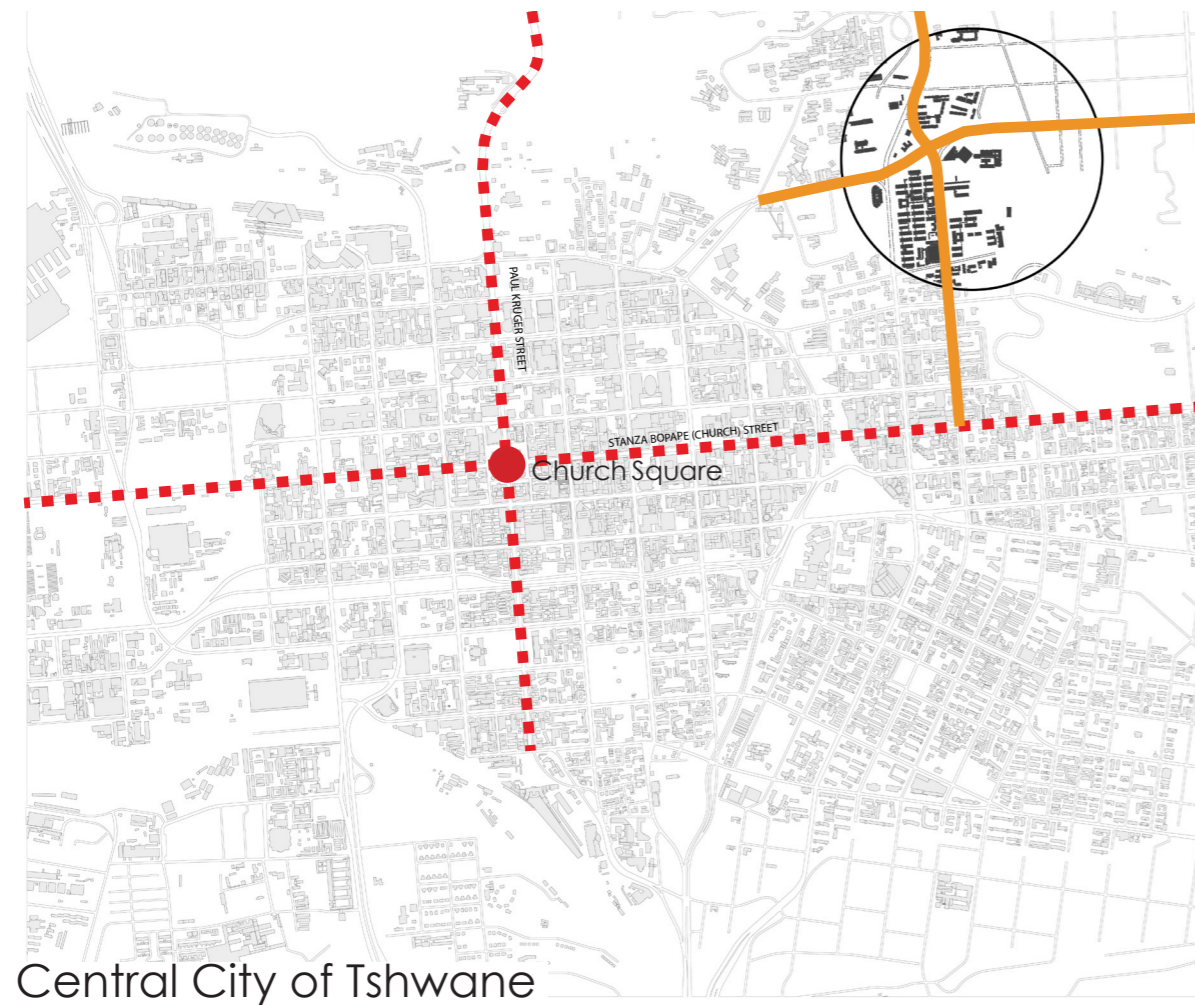 PAUL KRUGER STREET
STANZA BOPAPE (CHURCH) STREET
Church Square
Central City of Tshwane